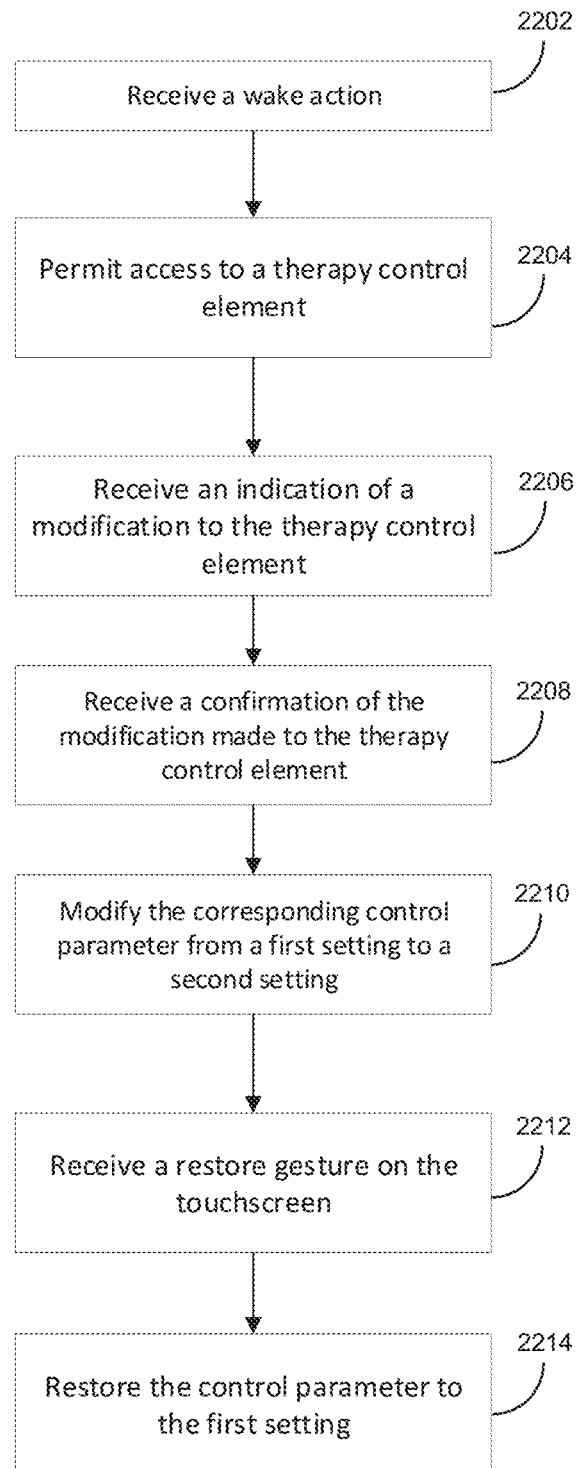 2202
Receive a wake action
2204
Permit access to a therapy control
element
2206
Receive an indication of a
modification to the therapy control
element
2208
Receive a confirmation of the
modification made to the therapy
control element
2210
Modify the corresponding control
parameter from a first setting to a
second setting
2212
Receive a restore gesture on the
touchscreen
2214
Restore the control parameter to
the first setting